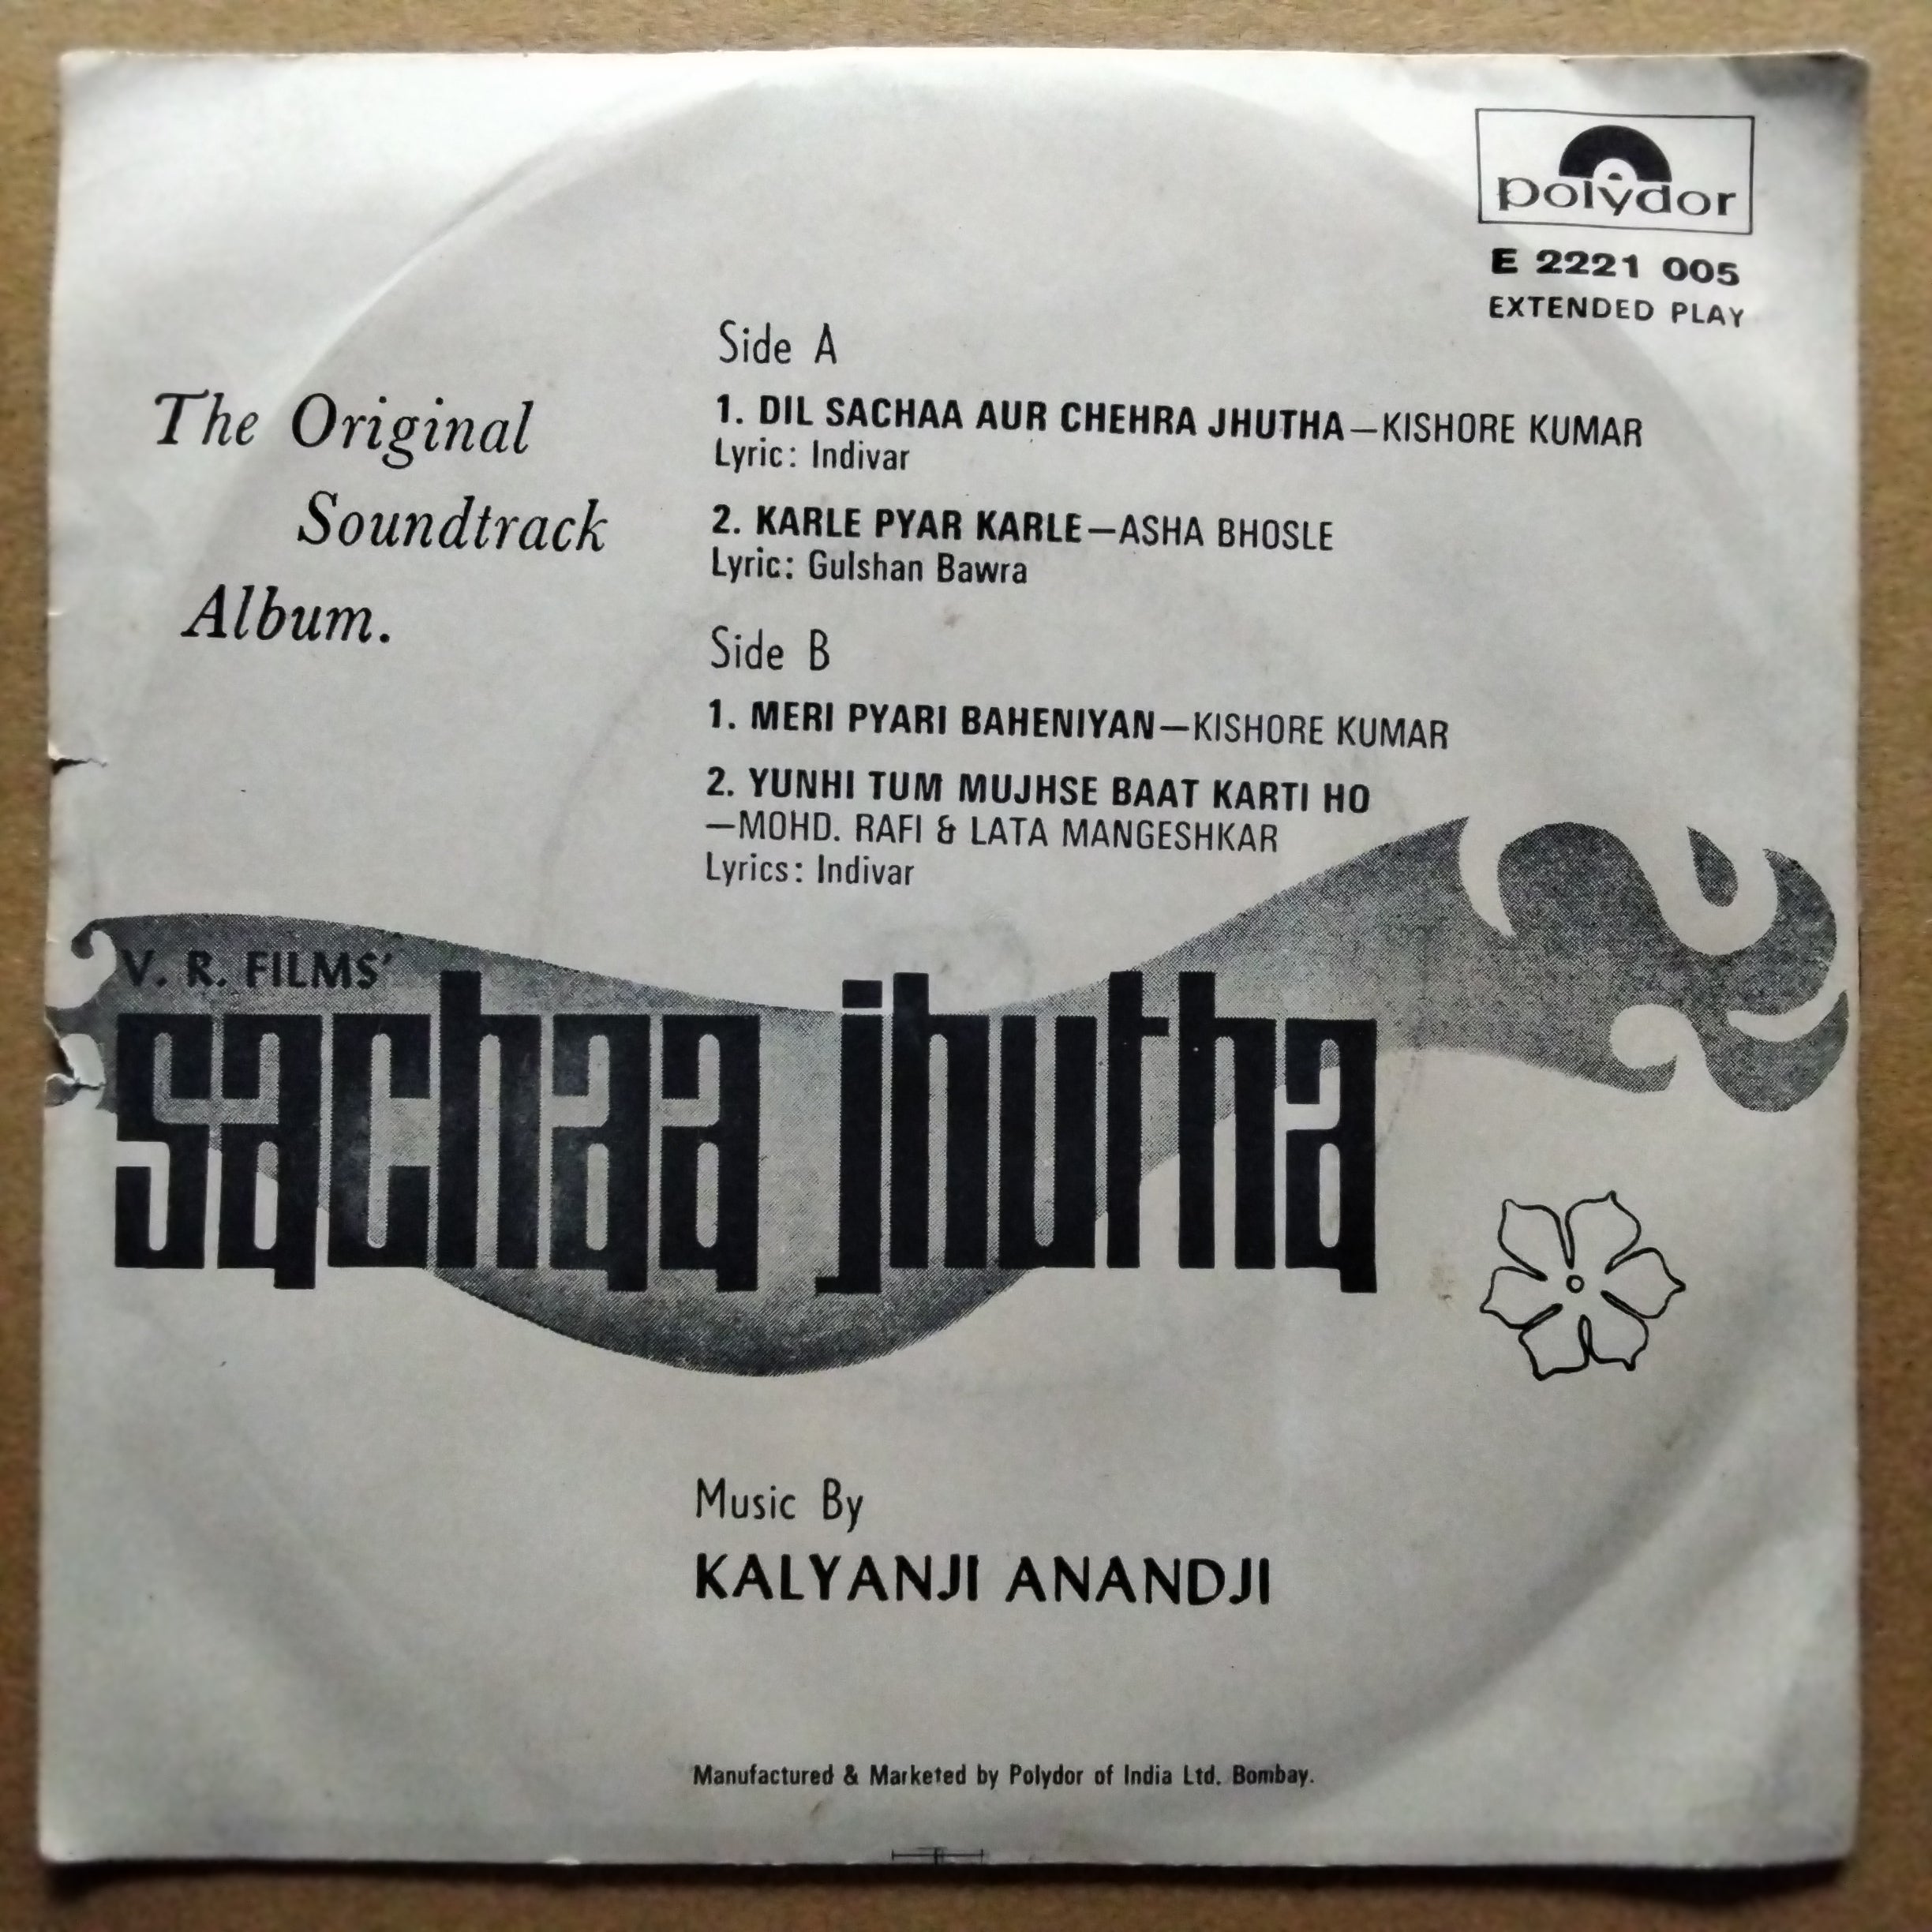 polydor
E 2221 005
EXTENDED PLAY
The Original
Soundtrack
Album.
Side A
1. DIL SACHAA AUR CHEHRA JHUTHA—KISHORE KUMAR
Lyric: Indivar
2. KARLE PYAR KARLE—ASHA BHOSLE
Lyric: Gulshan Bawra
Side B
1. MERI PYARI BAHENIYAN—KISHORE KUMAR
2. YUNHI TUM MUJHSE BAAT KARTI HO
—MOHD. RAFI & LATA MANGESHKAR
Lyrics: Indivar
V. R. FILMS'
sachaa jhutha
Music By
KALYANJI ANANDJI
Manufactured & Marketed by Polydor of India Ltd. Bombay.